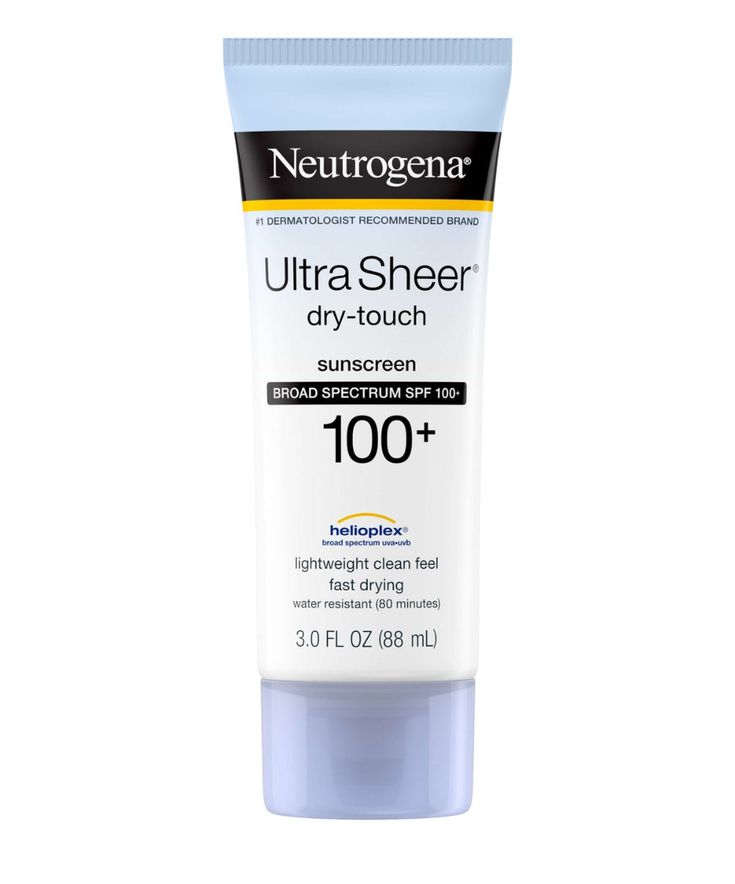 Neutrogena®
#1 DERMATOLOGIST RECOMMENDED BRAND
Ultra Sheer®
dry-touch
sunscreen
BROAD SPECTRUM SPF 100+
100+
helioplex®
broad spectrum uva•uvb
lightweight clean feel
fast drying
water resistant (80 minutes)
3.0 FL OZ (88 mL)